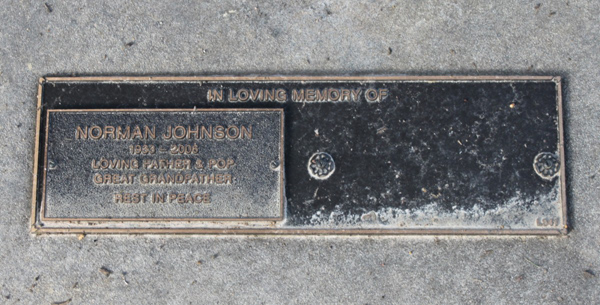 IN LOVING MEMORY OF
NORMAN JOHNSON
LOVING FATHER & POP
GREAT GRANDFATHER
REST IN PEACE